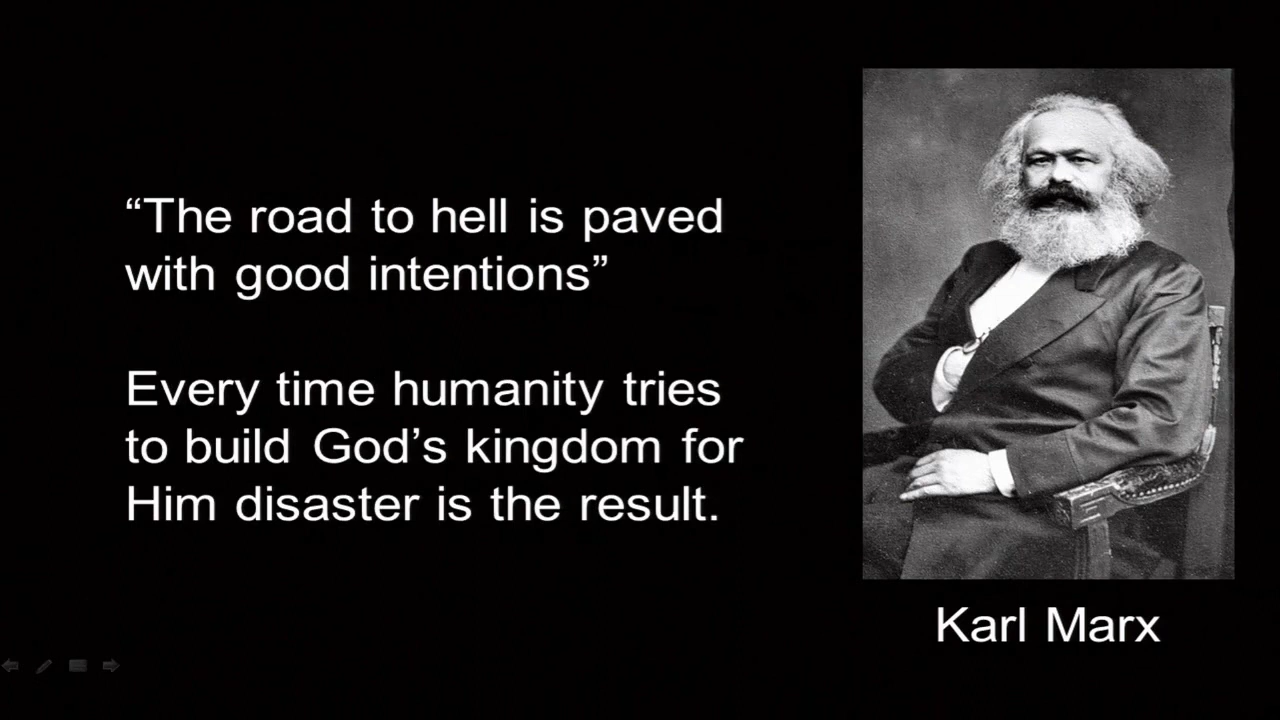 “The road to hell is paved
with good intentions”
Every time humanity tries
to build God’s kingdom for
Him disaster is the result.
Karl Marx